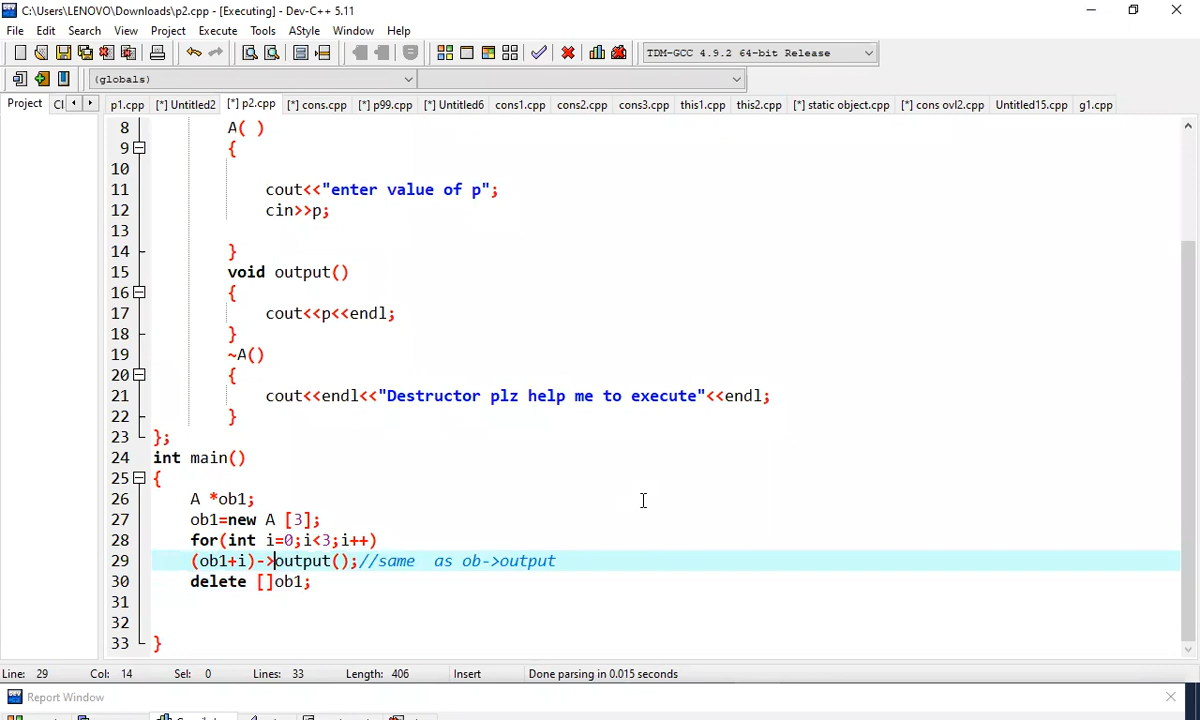 C:\Users\LENOVO\Downloads\p2.cpp - [Executing] - Dev-C++ 5.11
File Edit Search View Project Execute Tools AStyle Window Help
TDM-GCC 4.9.2 64-bit Release
(globals)
Project Cl p1.cpp [*] Untitled2 [*] p2.cpp [*] cons.cpp [*] p99.cpp [*] Untitled6 cons1.cpp cons2.cpp cons3.cpp this1.cpp this2.cpp [*] static object.cpp [*] cons ovl2.cpp Untitled15.cpp g1.cpp
8 A( )
9 {
10
11 cout<<"enter value of p";
12 cin>>p;
13
14 }
15 void output()
16 {
17 cout<<p<<endl;
18 }
19 ~A()
20 {
21 cout<<endl<<"Destructor plz help me to execute"<<endl;
22 }
23 };
24 int main()
25 {
26 A *ob1;
27 ob1=new A [3];
28 for(int i=0;i<3;i++)
29 (ob1+i)->output();//same as ob->output
30 delete []ob1;
31
32
33 }
Line: 29 Col: 14 Sel: 0 Lines: 33 Length: 406 Insert Done parsing in 0.015 seconds
Report Window